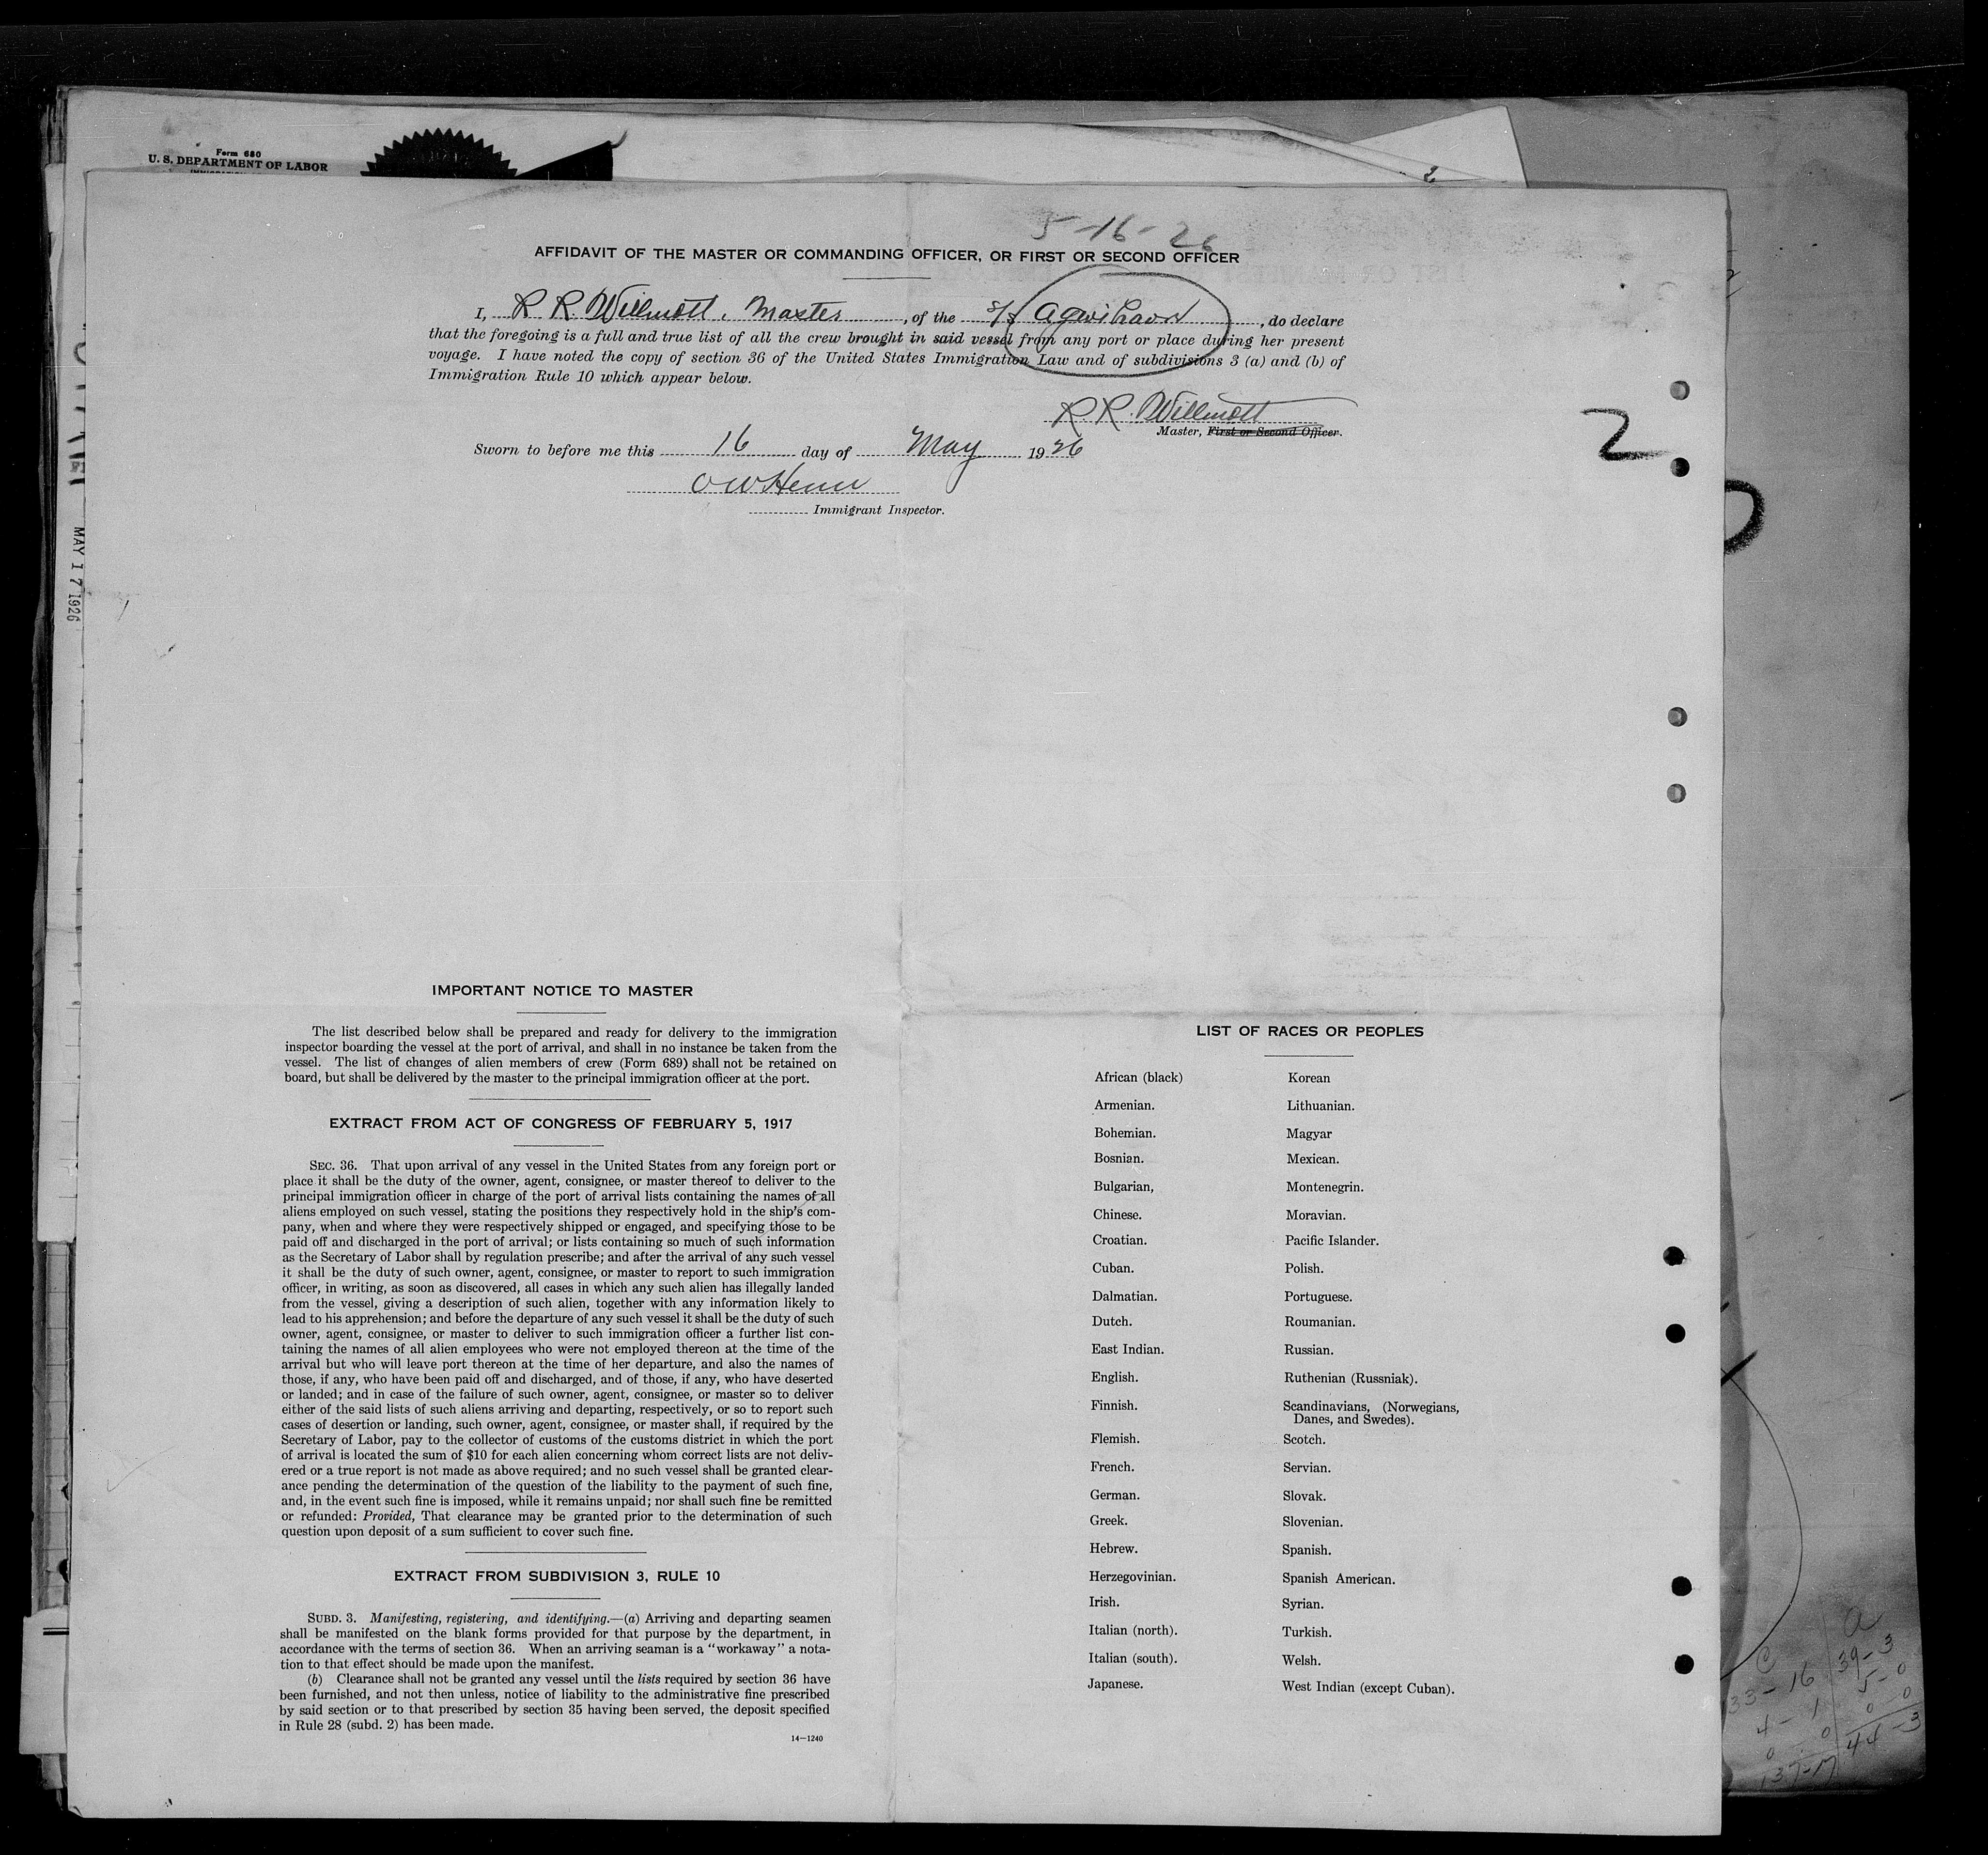 Form 680
U. S. DEPARTMENT OF LABOR
2
5-16-26
AFFIDAVIT OF THE MASTER OR COMMANDING OFFICER, OR FIRST OR SECOND OFFICER
I, R R. Willmott, Master, of the S/S Agwihavre, do declare
that the foregoing is a full and true list of all the crew brought in said vessel from any port or place during her present
voyage. I have noted the copy of section 36 of the United States Immigration Law and of subdivisions 3 (a) and (b) of
Immigration Rule 10 which appear below.
R R. Willmott
Master, First or Second Officer.
2
Sworn to before me this 16 day of May 1926
Immigrant Inspector.
MAY 17 1926
IMPORTANT NOTICE TO MASTER
The list described below shall be prepared and ready for delivery to the immigration
inspector boarding the vessel at the port of arrival, and shall in no instance be taken from the
vessel. The list of changes of alien members of crew (Form 689) shall not be retained on
board, but shall be delivered by the master to the principal immigration officer at the port.
EXTRACT FROM ACT OF CONGRESS OF FEBRUARY 5, 1917
SEC. 36. That upon arrival of any vessel in the United States from any foreign port or
place it shall be the duty of the owner, agent, consignee, or master thereof to deliver to the
principal immigration officer in charge of the port of arrival lists containing the names of all
aliens employed on such vessel, stating the positions they respectively hold in the ship's com-
pany, when and where they were respectively shipped or engaged, and specifying those to be
paid off and discharged in the port of arrival; or lists containing so much of such information
as the Secretary of Labor shall by regulation prescribe; and after the arrival of any such vessel
it shall be the duty of such owner, agent, consignee, or master to report to such immigration
officer, in writing, as soon as discovered, all cases in which any such alien has illegally landed
from the vessel, giving a description of such alien, together with any information likely to
lead to his apprehension; and before the departure of any such vessel it shall be the duty of such
owner, agent, consignee, or master to deliver to such immigration officer a further list con-
taining the names of all alien employees who were not employed thereon at the time of the
arrival but who will leave port thereon at the time of her departure, and also the names of
those, if any, who have been paid off and discharged, and of those, if any, who have deserted
or landed; and in case of the failure of such owner, agent, consignee, or master so to deliver
either of the said lists of such aliens arriving and departing, respectively, or so to report such
cases of desertion or landing, such owner, agent, consignee, or master shall, if required by the
Secretary of Labor, pay to the collector of customs of the customs district in which the port
of arrival is located the sum of $10 for each alien concerning whom correct lists are not deliv-
ered or a true report is not made as above required; and no such vessel shall be granted clear-
ance pending the determination of the question of the liability to the payment of such fine,
and, in the event such fine is imposed, while it remains unpaid; nor shall such fine be remitted
or refunded: Provided, That clearance may be granted prior to the determination of such
question upon deposit of a sum sufficient to cover such fine.
EXTRACT FROM SUBDIVISION 3, RULE 10
SUBD. 3. Manifesting, registering, and identifying.—(a) Arriving and departing seamen
shall be manifested on the blank forms provided for that purpose by the department, in
accordance with the terms of section 36. When an arriving seaman is a "workaway" a nota-
tion to that effect should be made upon the manifest.
(b) Clearance shall not be granted any vessel until the lists required by section 36 have
been furnished, and not then unless, notice of liability to the administrative fine prescribed
by said section or to that prescribed by section 35 having been served, the deposit specified
in Rule 28 (subd. 2) has been made.
14—1240
LIST OF RACES OR PEOPLES
African (black)
Armenian.
Bohemian.
Bosnian.
Bulgarian,
Chinese.
Croatian.
Cuban.
Dalmatian.
Dutch.
East Indian.
English.
Finnish.
Flemish.
French.
German.
Greek.
Hebrew.
Herzegovinian.
Irish.
Italian (north).
Italian (south).
Japanese.
Korean
Lithuanian.
Magyar
Mexican.
Montenegrin.
Moravian.
Pacific Islander.
Polish.
Portuguese.
Roumanian.
Russian.
Ruthenian (Russniak).
Scandinavians, (Norwegians,
Danes, and Swedes).
Scotch.
Servian.
Slovak.
Slovenian.
Spanish.
Spanish American.
Syrian.
Turkish.
Welsh.
West Indian (except Cuban).
C
133-16
4-1
0 0
137-17
a
39-3
5-0
0 0
44-3